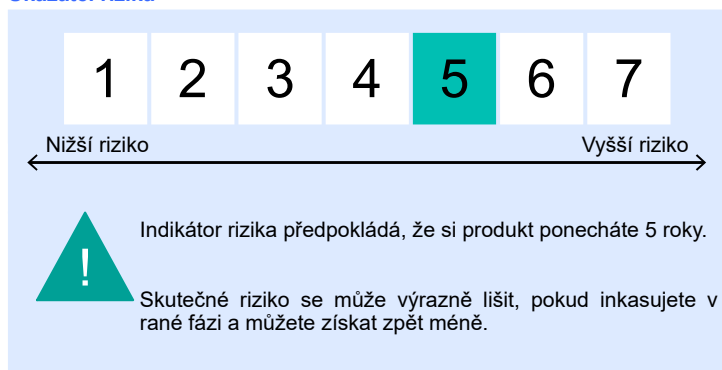 1 2 3 4 5 6 7
Nižší riziko Vyšší riziko
!
Indikátor rizika předpokládá, že si produkt ponecháte 5 roky.
Skutečné riziko se může výrazně lišit, pokud inkasujete v
rané fázi a můžete získat zpět méně.